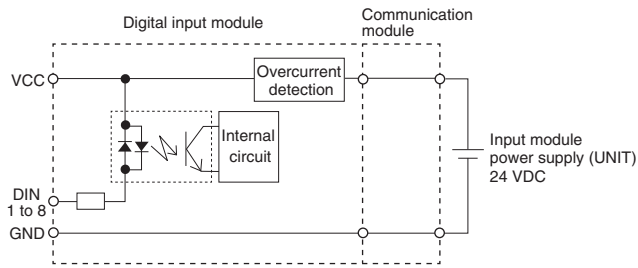 Digital input module
Communication
module
VCC
Overcurrent
detection
Internal
circuit
Input module
power supply (UNIT)
24 VDC
DIN
1 to 8
GND